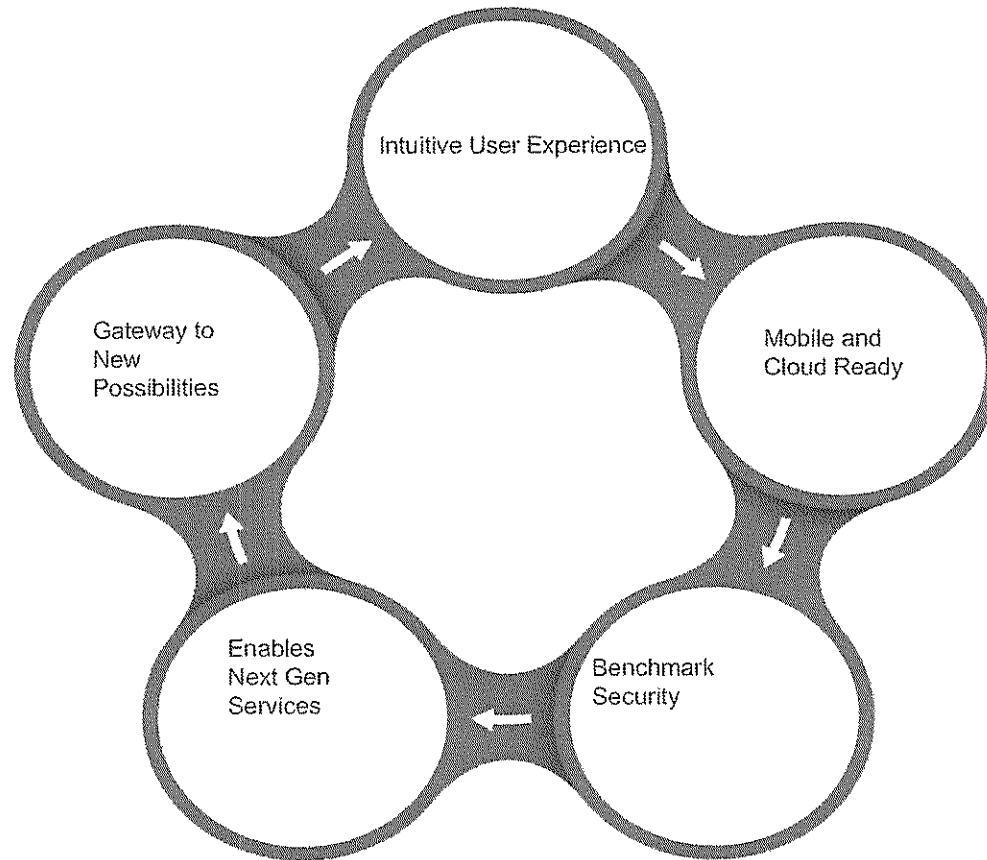 Intuitive User Experience
Mobile and
Cloud Ready
Benchmark
Security
Enables
Next Gen
Services
Gateway to
New
Possibilities